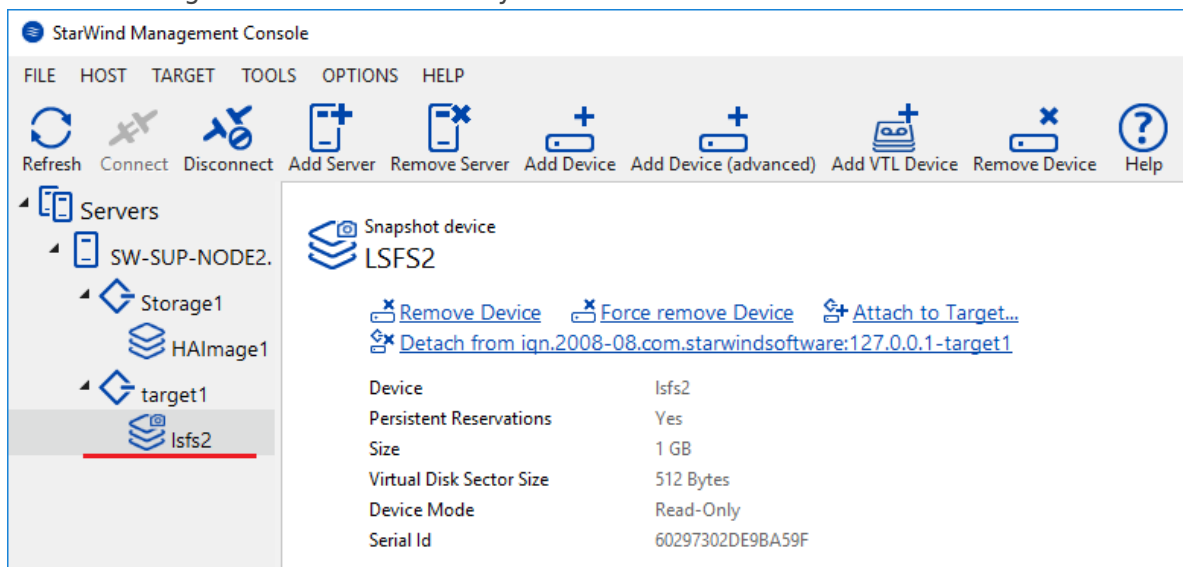 StarWind Management Console
FILE HOST TARGET TOOLS OPTIONS HELP
Refresh Connect Disconnect Add Server Remove Server Add Device Add Device (advanced) Add VTL Device Remove Device Help
Servers
SW-SUP-NODE2.
Storage1
HAImage1
target1
lsfs2
Snapshot device
LSFS2
Remove Device Force remove Device Attach to Target...
Detach from iqn.2008-08.com.starwindsoftware:127.0.0.1-target1
Device lsfs2
Persistent Reservations Yes
Size 1 GB
Virtual Disk Sector Size 512 Bytes
Device Mode Read-Only
Serial Id 60297302DE9BA59F